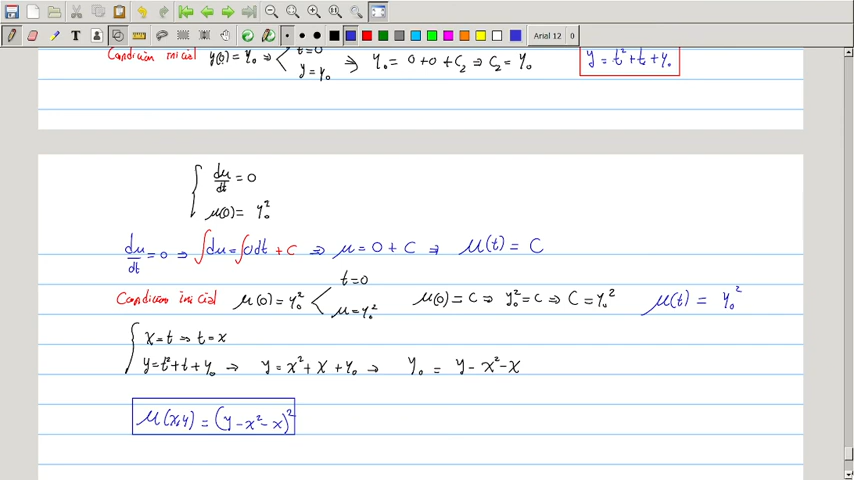 Arial 12 0
Condición inicial y(0) = y₀ ⇒ < t=0 y=y₀ ⇒ y₀ = 0+0+C₂ ⇒ C₂ = y₀ y = t²+t+y₀
{ du/dt = 0
u(0) = y₀²
du/dt = 0 ⇒ ∫du = ∫0dt + C ⇒ u = 0 + C ⇒ u(t) = C
Condición inicial u(0) = y₀² < t=0 u=y₀² u(0) = C ⇒ y₀² = C ⇒ C = y₀² u(t) = y₀²
{ x = t ⇒ t = x
y = t²+t+y₀ ⇒ y = x² + x + y₀ ⇒ y₀ = y - x² - x
u(x,y) = (y - x² - x)²